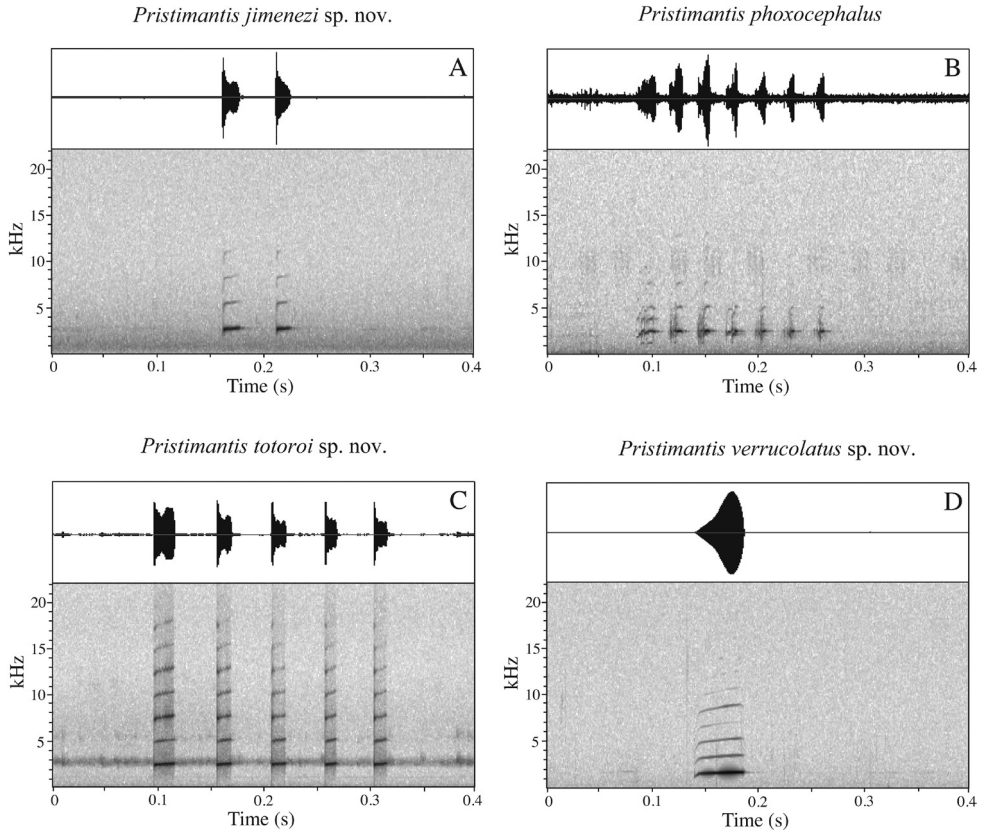 Pristimantis jimenezi sp. nov.
A
20
15
10
5
kHz
0 0.1 0.2 0.3 0.4
Time (s)
Pristimantis phoxocephalus
B
20
15
10
5
kHz
0 0.1 0.2 0.3 0.4
Time (s)
Pristimantis totoroi sp. nov.
C
20
15
10
5
kHz
0 0.1 0.2 0.3 0.4
Time (s)
Pristimantis verrucolatus sp. nov.
D
20
15
10
5
kHz
0 0.1 0.2 0.3 0.4
Time (s)